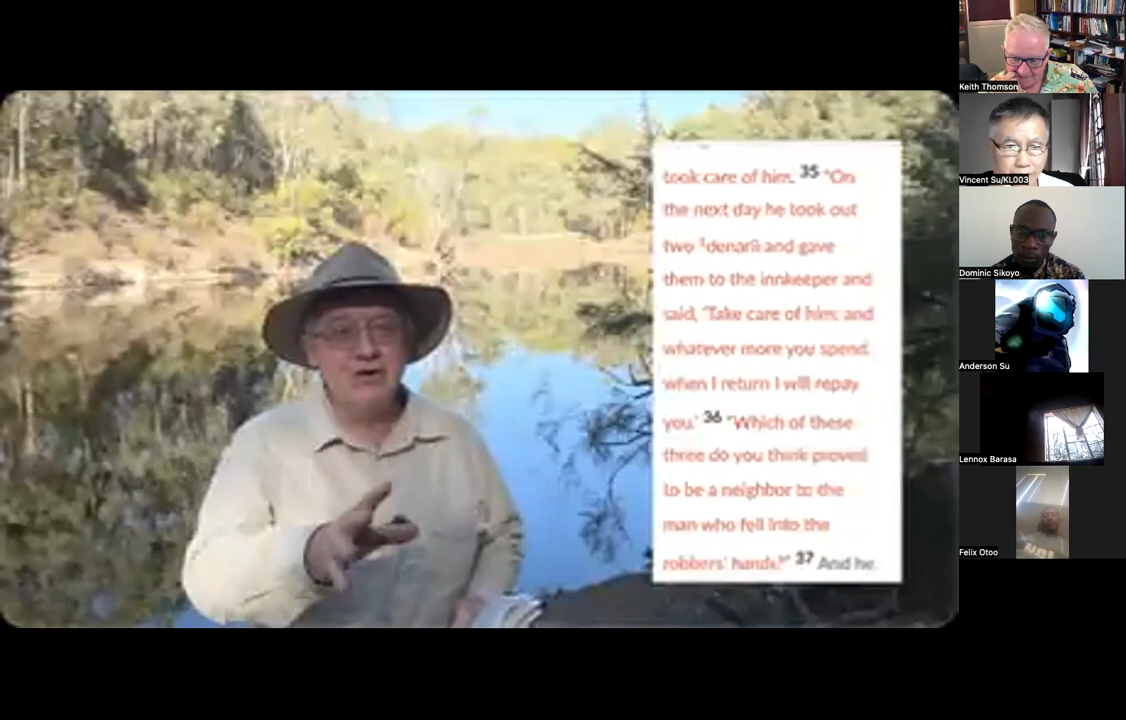 took care of him. 35 "On
the next day he took out
two ‡denarii and gave
them to the innkeeper and
said, 'Take care of him; and
whatever more you spend,
when I return I will repay
you.' 36 "Which of these
three do you think proved
to be a neighbor to the
man who fell into the
robbers' hands?" 37 And he
Keith Thomson
Vincent Su/KL003
Dominic Sikoyo
Anderson Su
Lennox Barasa
Felix Otoo